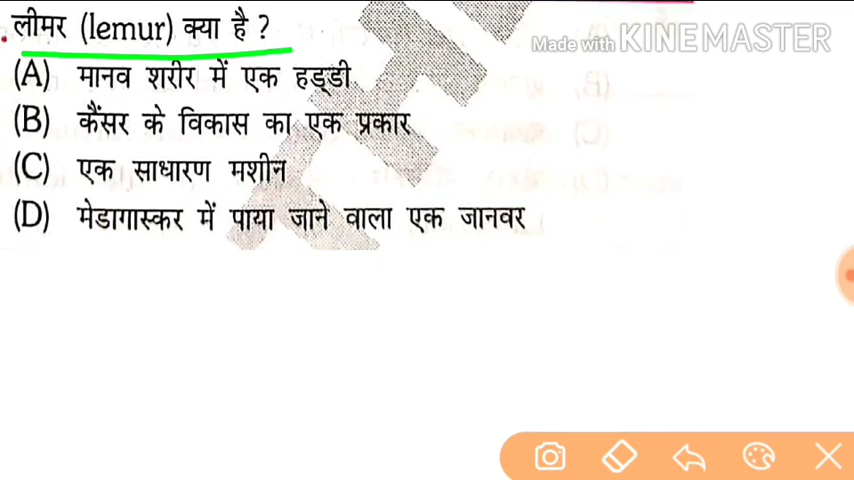 लीमर (lemur) क्या है ?
Made with KINEMASTER
(A) मानव शरीर में एक हड्डी
(B) कैंसर के विकास का एक प्रकार
(C) एक साधारण मशीन
(D) मेडागास्कर में पाया जाने वाला एक जानवर